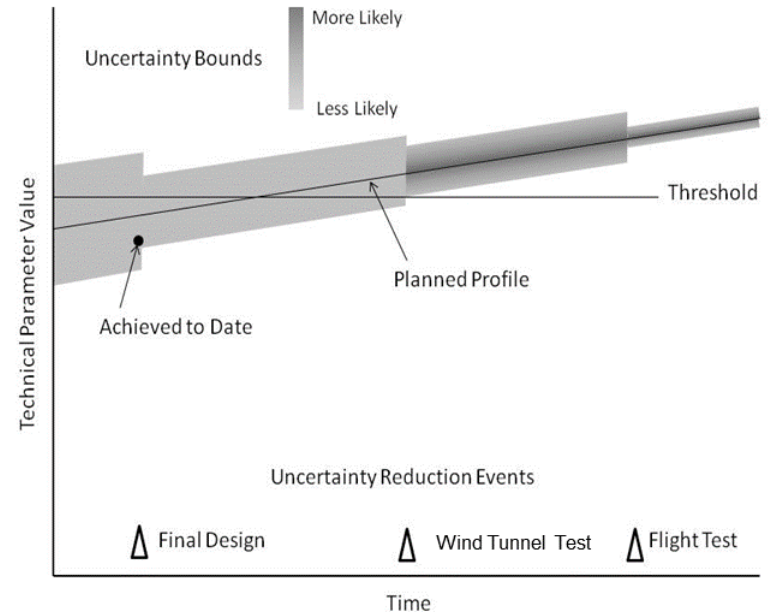 More Likely
Uncertainty Bounds
Less Likely
Threshold
Planned Profile
Achieved to Date
Technical Parameter Value
Uncertainty Reduction Events
Final Design
Wind Tunnel Test
Flight Test
Time